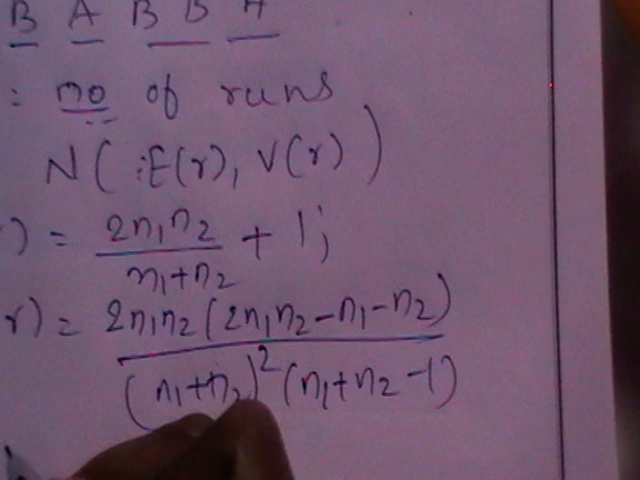 B A B B A
: no of runs
N( :E(r), V(r) )
) = 2n₁n₂ / n₁+n₂ + 1;
r) = 2n₁n₂(2n₁n₂-n₁-n₂) / (n₁+n₂)²(n₁+n₂-1)